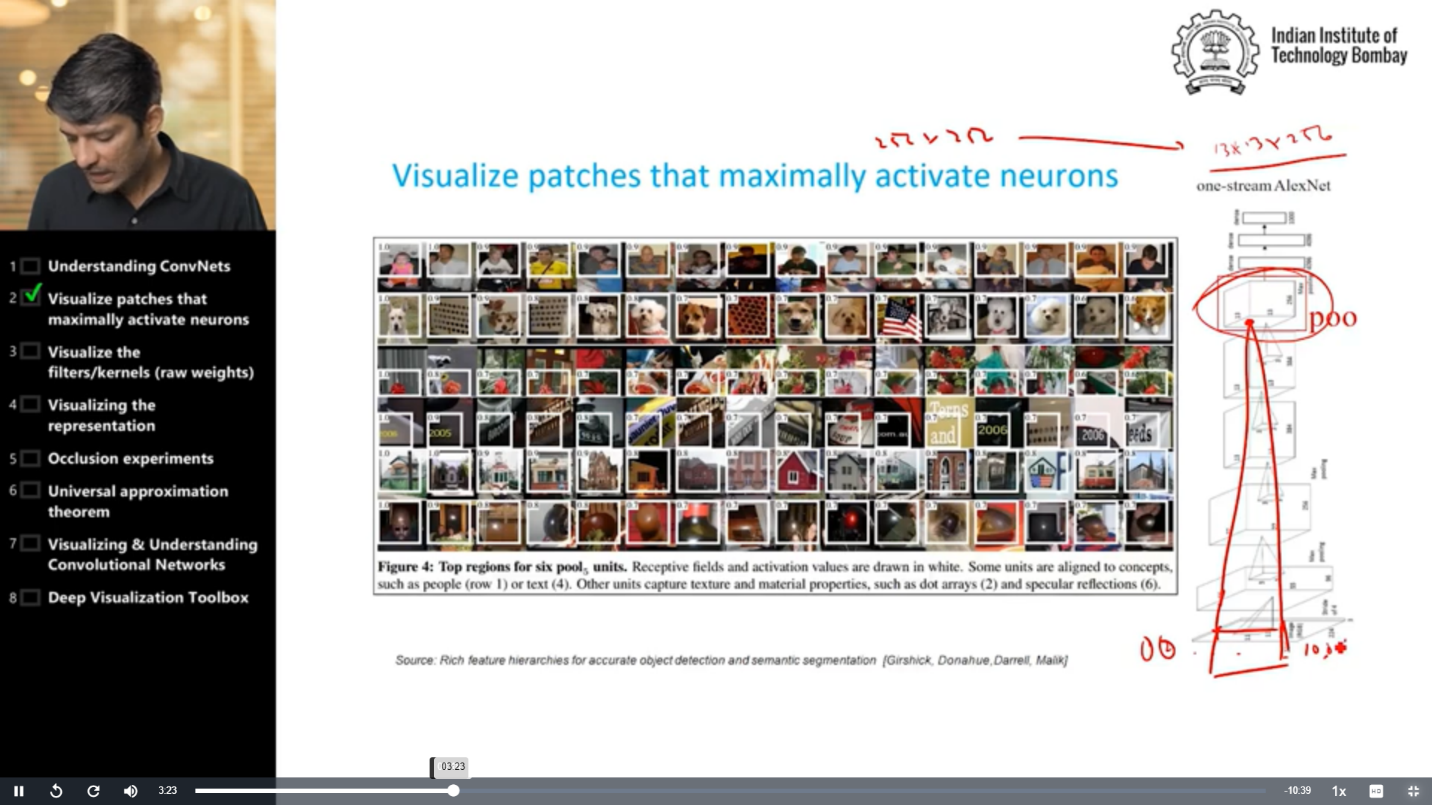 Indian Institute of
Technology Bombay
13x13x256
Visualize patches that maximally activate neurons
one-stream AlexNet
1 Understanding ConvNets
2 Visualize patches that
maximally activate neurons
3 Visualize the
filters/kernels (raw weights)
4 Visualizing the
representation
5 Occlusion experiments
6 Universal approximation
theorem
7 Visualizing & Understanding
Convolutional Networks
8 Deep Visualization Toolbox
poo
Figure 4: Top regions for six pool₅ units. Receptive fields and activation values are drawn in white. Some units are aligned to concepts,
such as people (row 1) or text (4). Other units capture texture and material properties, such as dot arrays (2) and specular reflections (6).
Source: Rich feature hierarchies for accurate object detection and semantic segmentation [Girshick, Donahue,Darrell, Malik]
03:23
3:23
-10:39
1x
HD